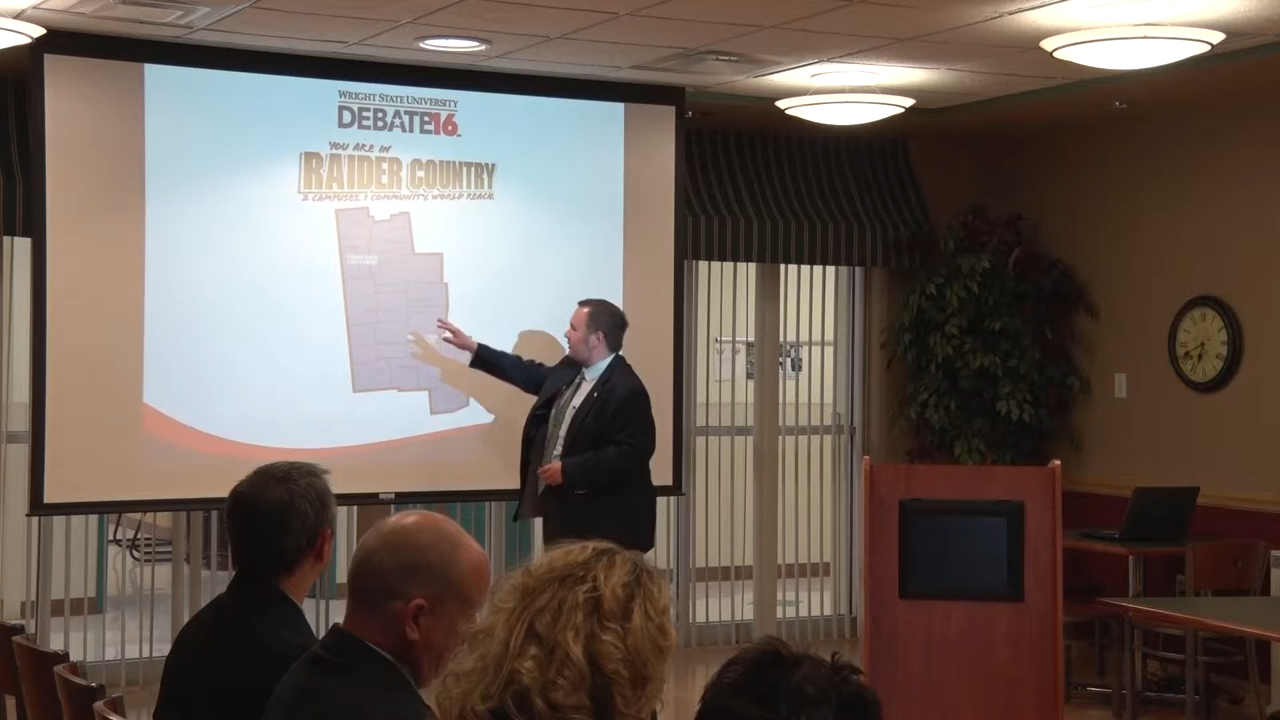 WRIGHT STATE UNIVERSITY
DEBATE16
YOU ARE IN
RAIDER COUNTRY
2 CAMPUSES. 1 COMMUNITY. WORLD REACH.